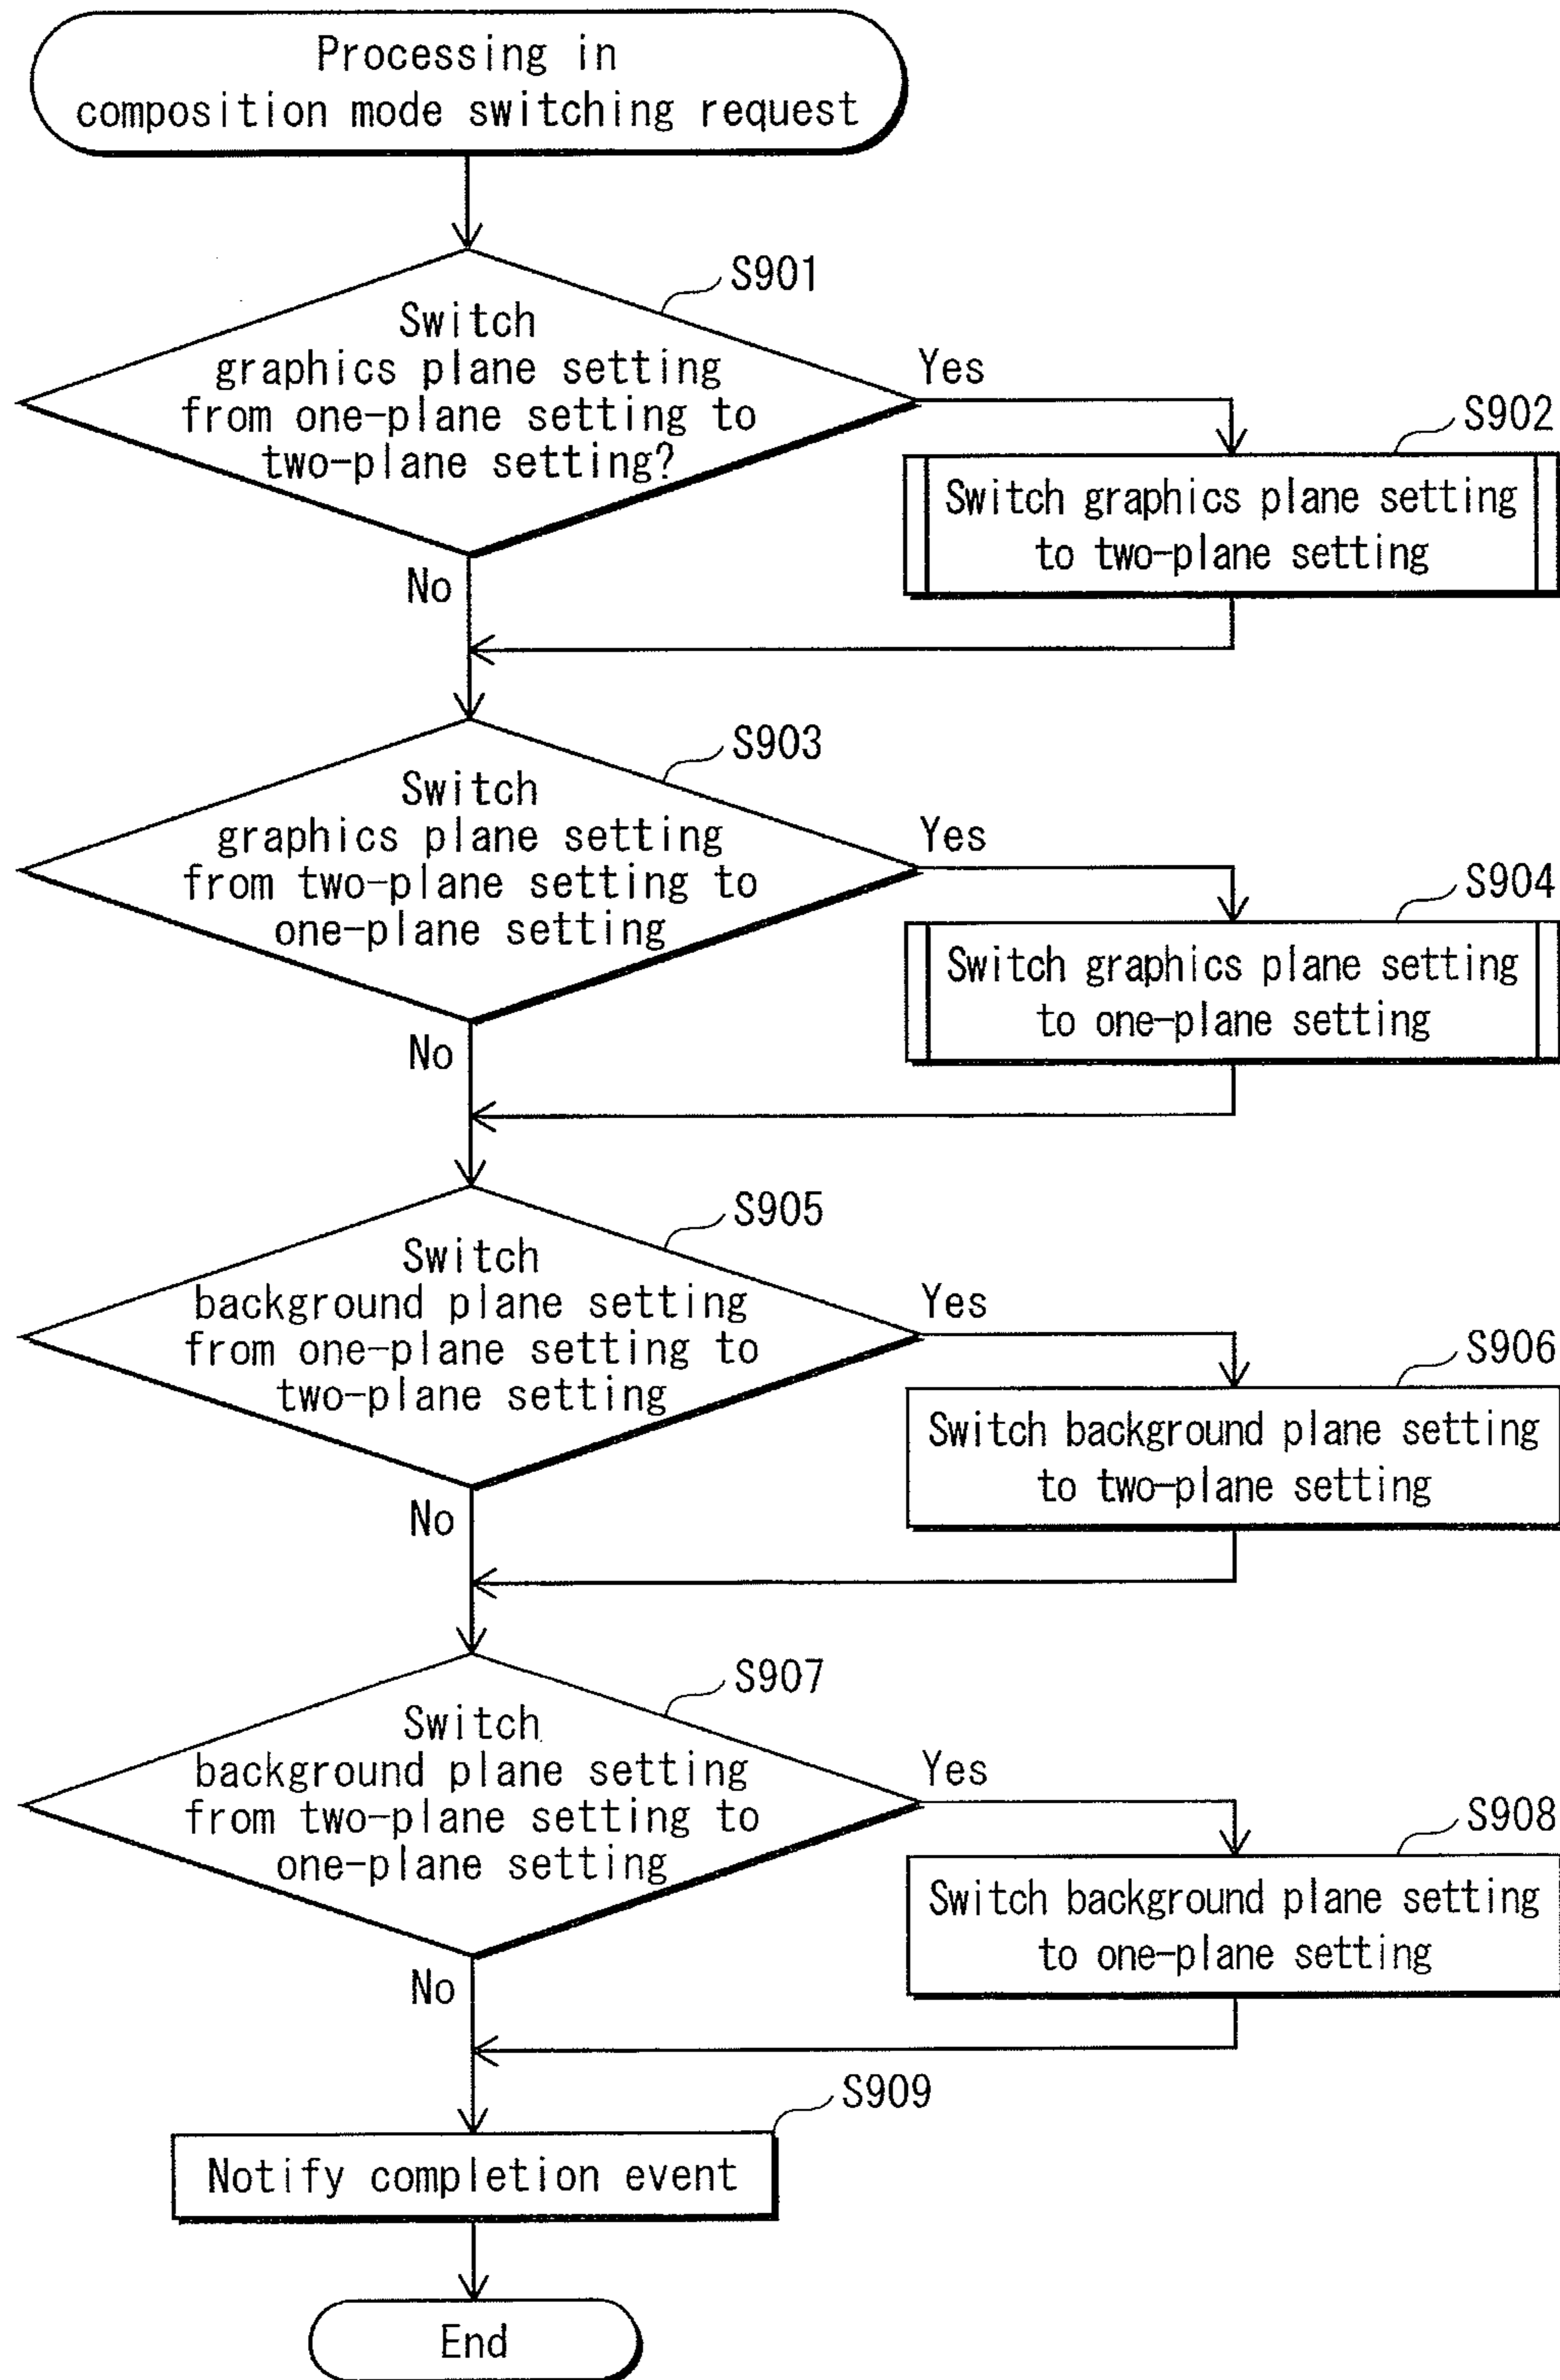 Processing in
composition mode switching request
S901
Switch
graphics plane setting
from one-plane setting to
two-plane setting?
Yes
S902
Switch graphics plane setting
to two-plane setting
No
S903
Switch
graphics plane setting
from two-plane setting to
one-plane setting
Yes
S904
Switch graphics plane setting
to one-plane setting
No
S905
Switch
background plane setting
from one-plane setting to
two-plane setting
Yes
S906
Switch background plane setting
to two-plane setting
No
S907
Switch
background plane setting
from two-plane setting to
one-plane setting
Yes
S908
Switch background plane setting
to one-plane setting
No
S909
Notify completion event
End